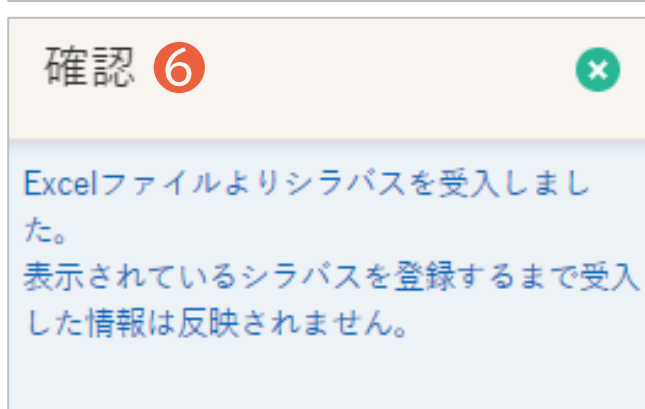 確認 6
Excelファイルよりシラバスを受入しまし
た。
表示されているシラバスを登録するまで受入
した情報は反映されません。